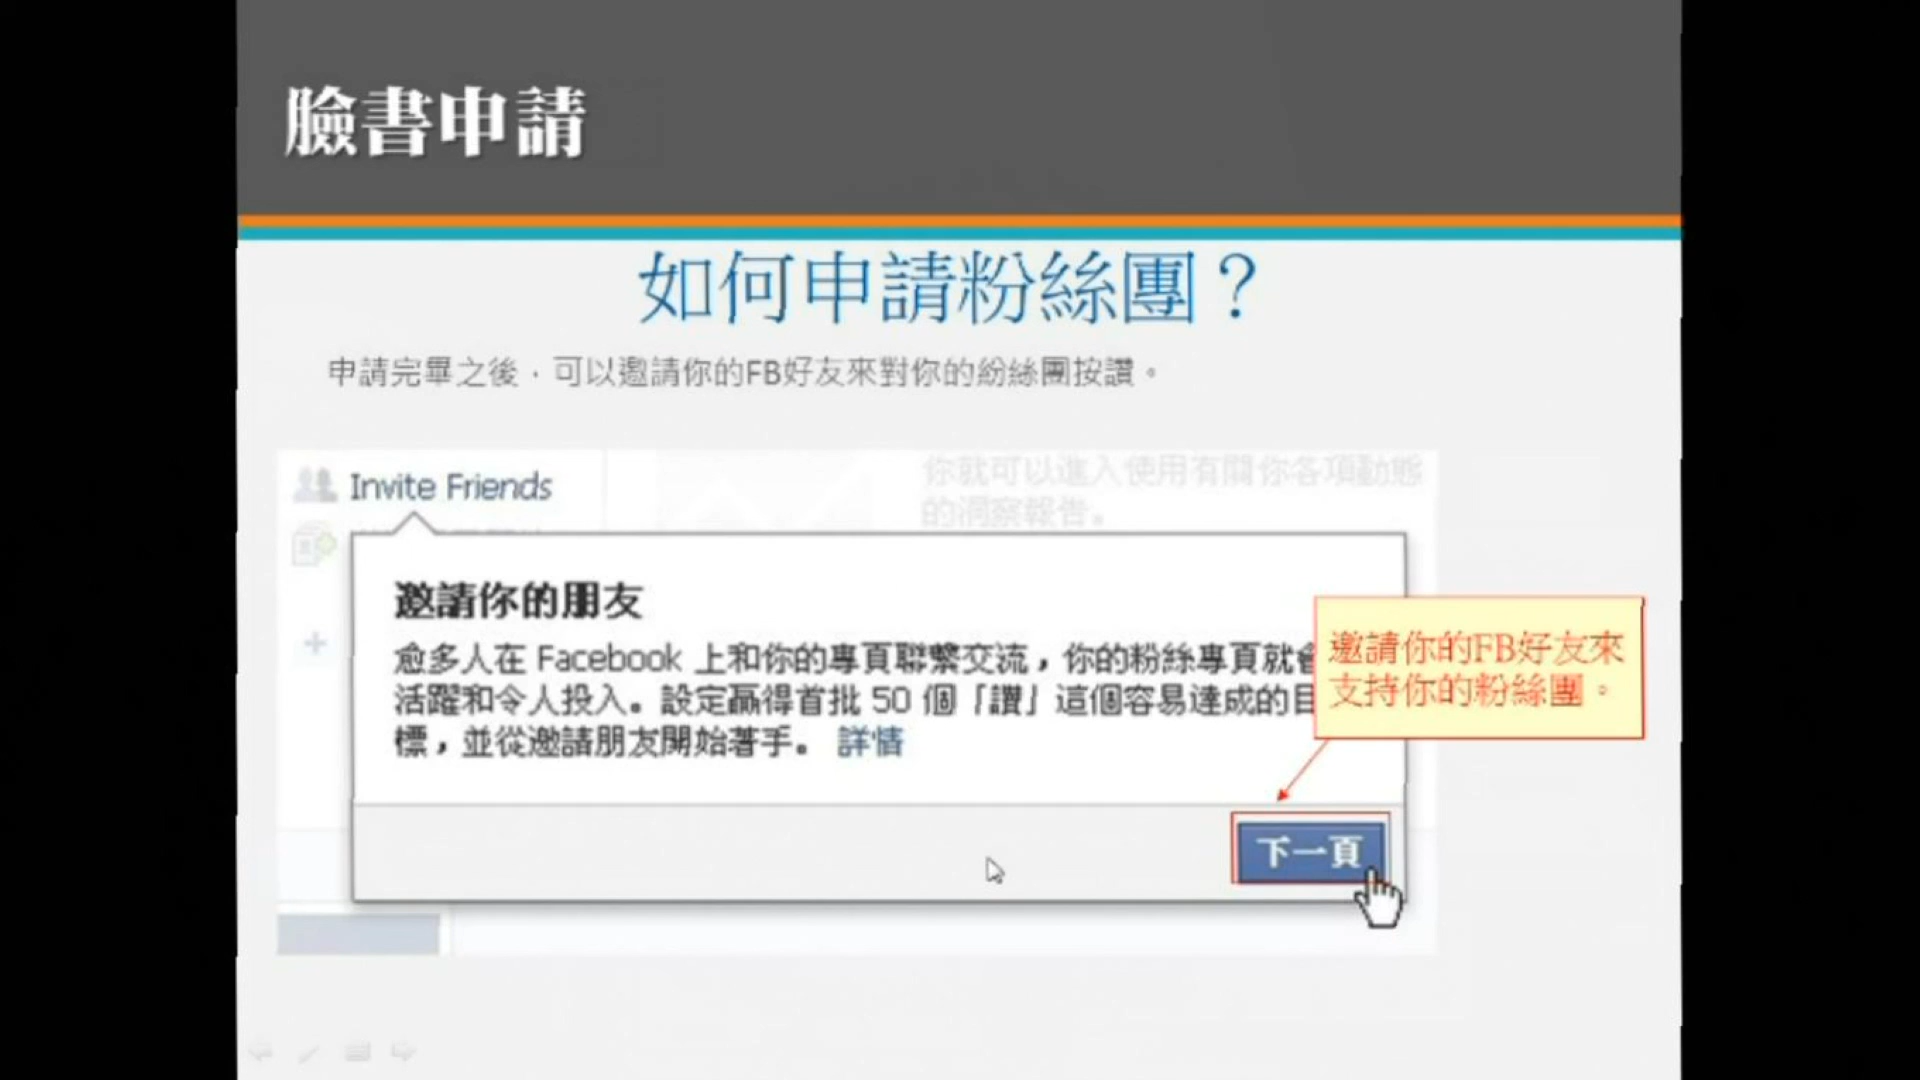 臉書申請
如何申請粉絲團？
申請完畢之後，可以邀請你的FB好友來對你的粉絲團按讚。
Invite Friends
你就可以進入使用有關你各項動態
的洞察報告。
邀請你的朋友
愈多人在 Facebook 上和你的專頁聯繫交流，你的粉絲專頁就會
活躍和令人投入。設定贏得首批 50 個「讚」這個容易達成的目
標，並從邀請朋友開始著手。 詳情
邀請你的FB好友來
支持你的粉絲團。
下一頁